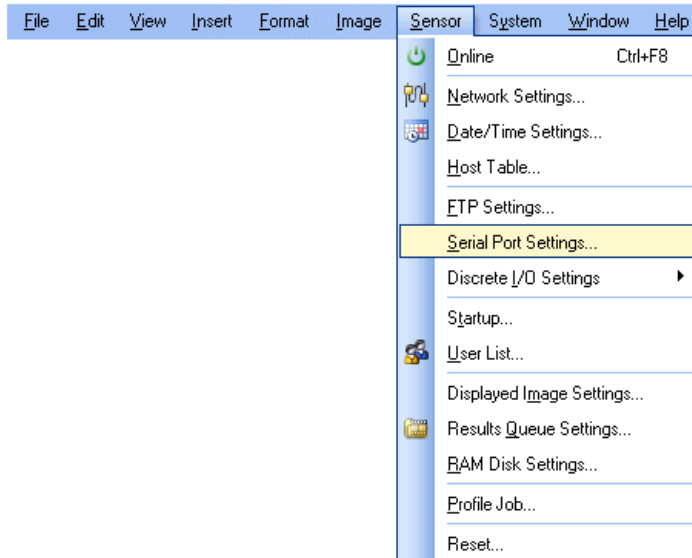 File Edit View Insert Format Image Sensor System Window Help
Online Ctrl+F8
Network Settings...
Date/Time Settings...
Host Table...
FTP Settings...
Serial Port Settings...
Discrete I/O Settings
Startup...
User List...
Displayed Image Settings...
Results Queue Settings...
RAM Disk Settings...
Profile Job...
Reset...